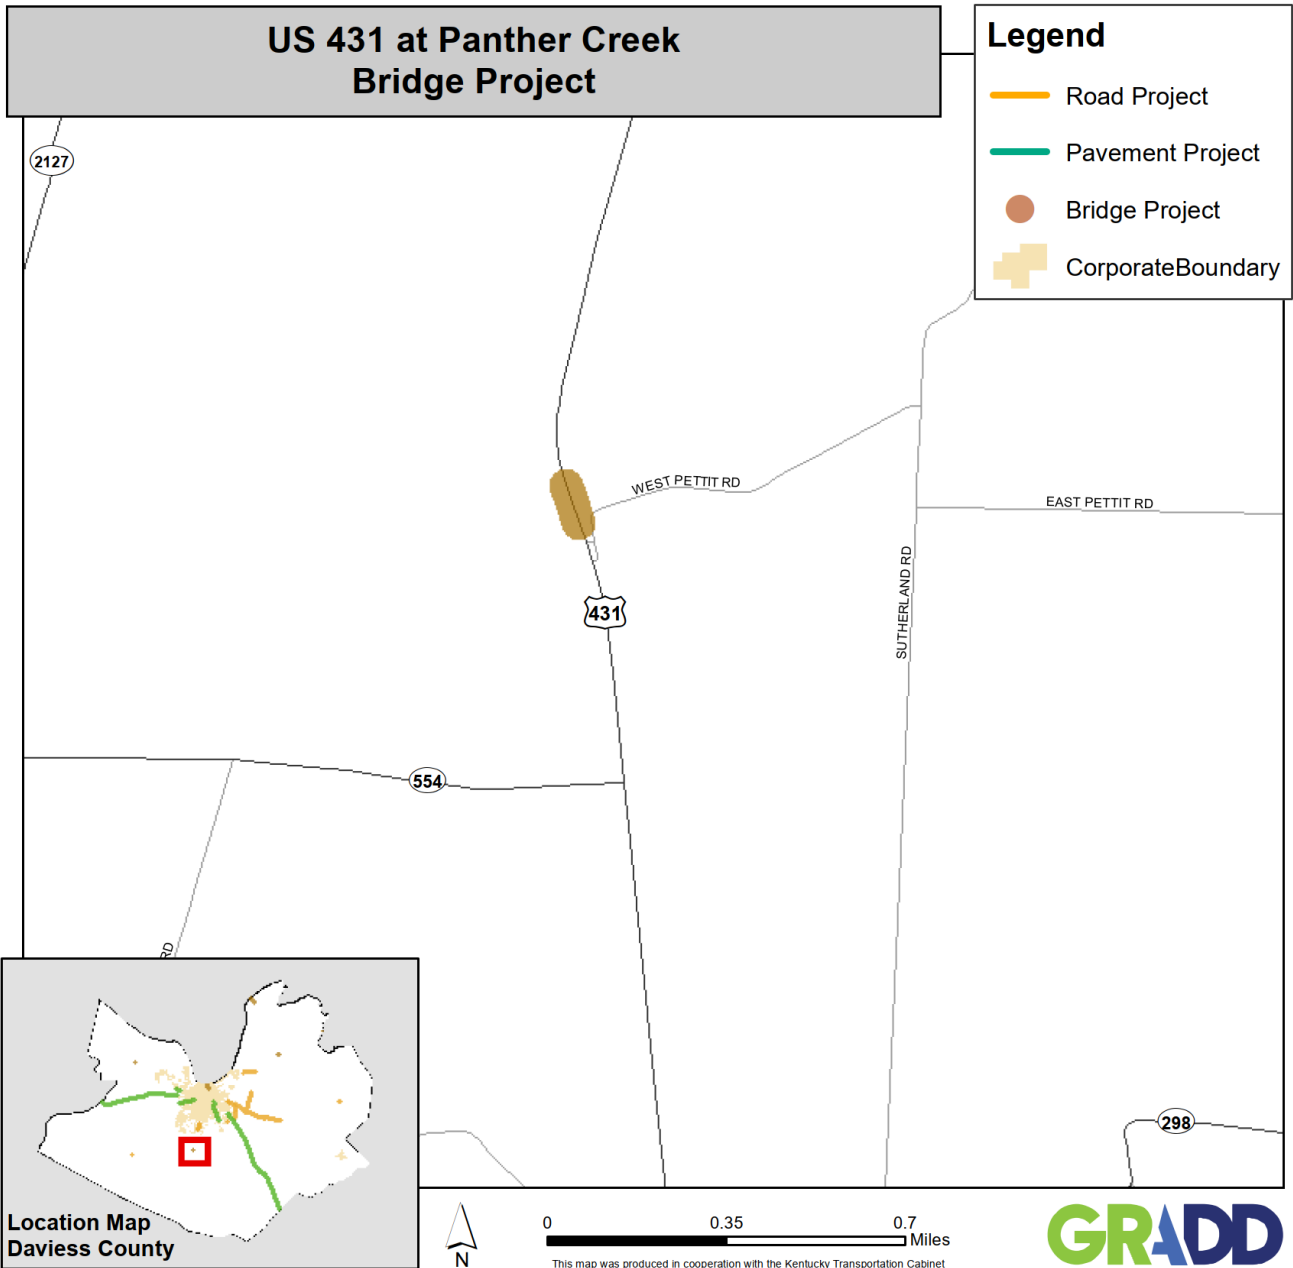 US 431 at Panther Creek
Bridge Project
Legend
Road Project
Pavement Project
Bridge Project
CorporateBoundary
2127
WEST PETTIT RD
EAST PETTIT RD
SUTHERLAND RD
431
554
RD
298
Location Map
Daviess County
N
0 0.35 0.7
Miles
This map was produced in cooperation with the Kentucky Transportation Cabinet
GRADD